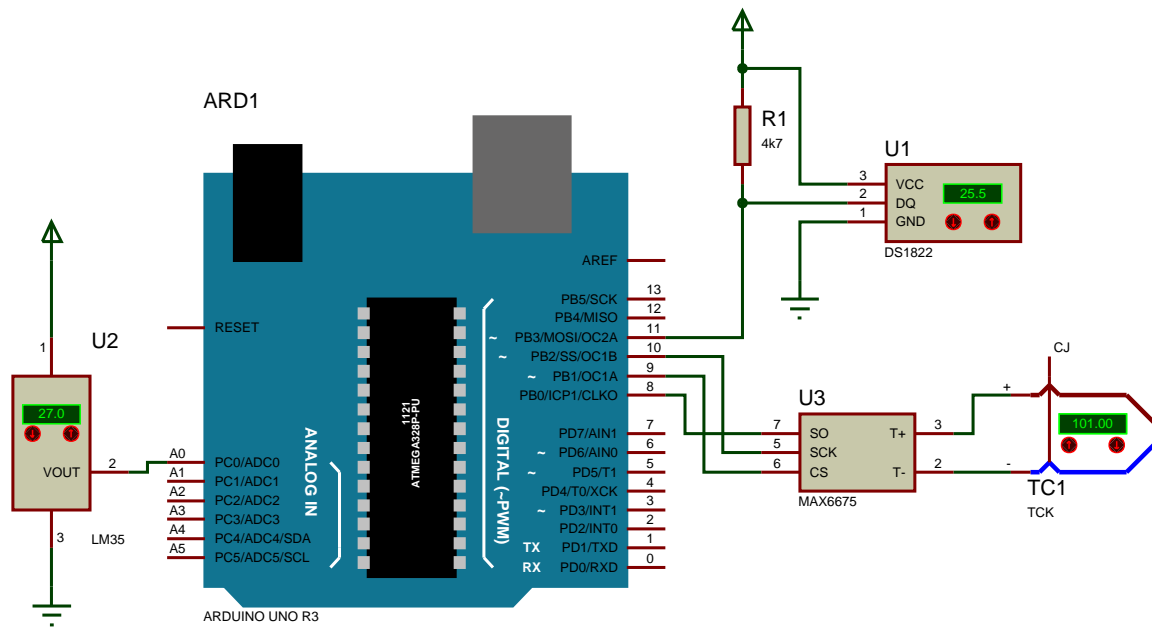 ARD1
R1
4k7
U1
3
VCC
2
DQ
1
GND
25.5
DS1822
AREF
13
PB5/SCK
12
PB4/MISO
11
~ PB3/MOSI/OC2A
10
~ PB2/SS/OC1B
9
~ PB1/OC1A
8
PB0/ICP1/CLKO
7
PD7/AIN1
6
~ PD6/AIN0
5
~ PD5/T1
4
PD4/T0/XCK
3
~ PD3/INT1
2
PD2/INT0
1
TX PD1/TXD
0
RX PD0/RXD
RESET
1121
ATMEGA328P-PU
DIGITAL (~PWM)
ANALOG IN
A0
PC0/ADC0
A1
PC1/ADC1
A2
PC2/ADC2
A3
PC3/ADC3
A4
PC4/ADC4/SDA
A5
PC5/ADC5/SCL
ARDUINO UNO R3
U2
1
27.0
VOUT
2
3
LM35
U3
7
SO
5
SCK
6
CS
T+
3
T-
2
MAX6675
CJ
+
-
101.00
TC1
TCK